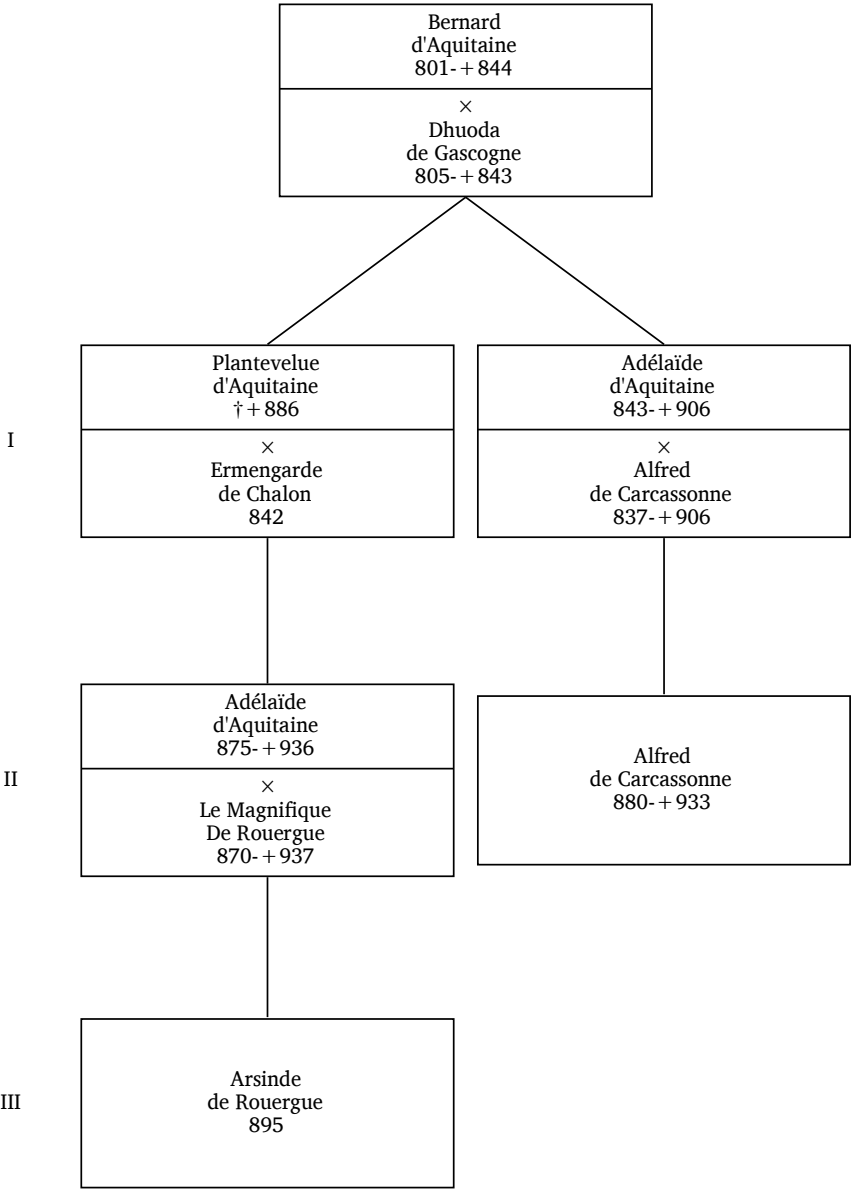 Bernard
d'Aquitaine
801-+844
×
Dhuoda
de Gascogne
805-+843
Plantevelue
d'Aquitaine
†+886
×
Ermengarde
de Chalon
842
Adélaïde
d'Aquitaine
843-+906
×
Alfred
de Carcassonne
837-+906
I
Adélaïde
d'Aquitaine
875-+936
×
Le Magnifique
De Rouergue
870-+937
Alfred
de Carcassonne
880-+933
II
Arsinde
de Rouergue
895
III